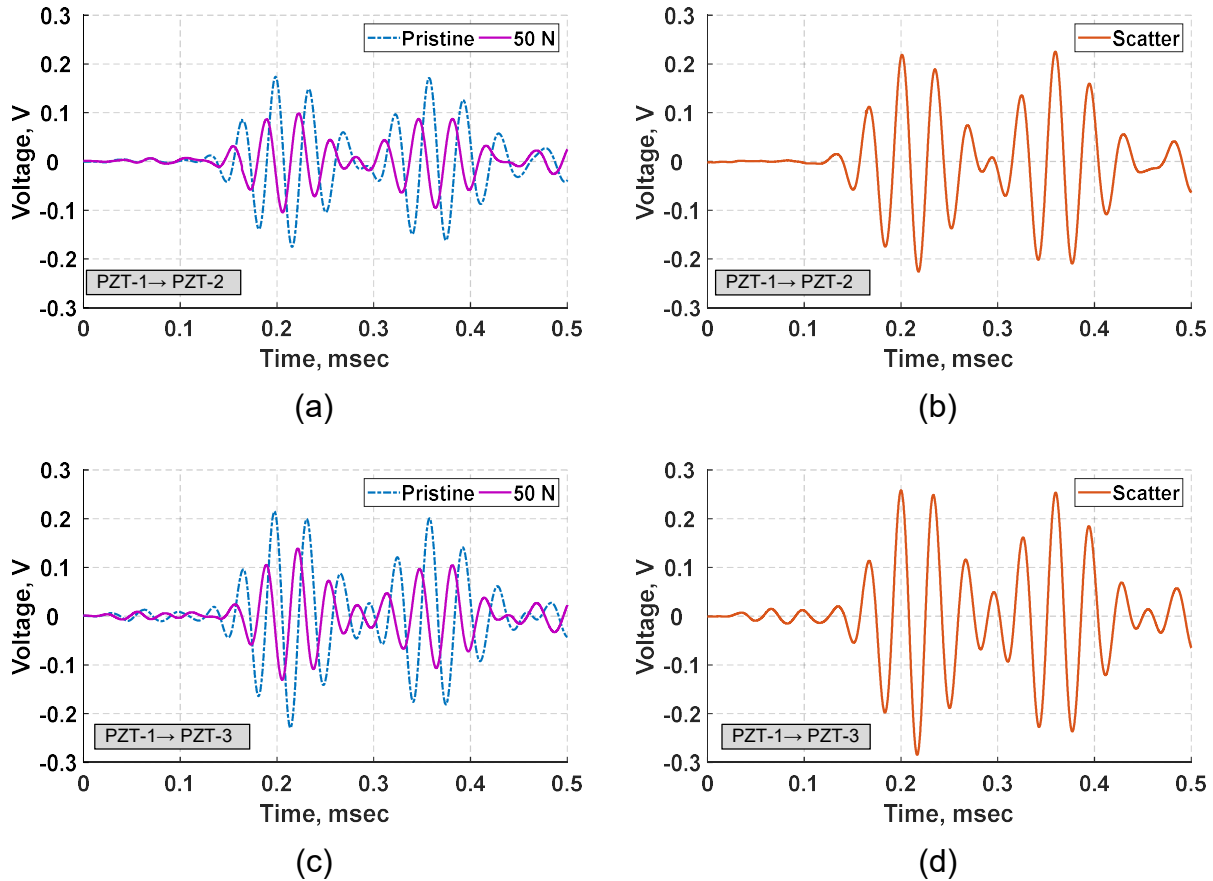 0.3
0.2
0.1
0
-0.1
-0.2
-0.3
Voltage, V
Pristine 50 N
PZT-1→ PZT-2
0 0.1 0.2 0.3 0.4 0.5
Time, msec
(a)
0.3
0.2
0.1
0
-0.1
-0.2
-0.3
Voltage, V
Scatter
PZT-1→ PZT-2
0 0.1 0.2 0.3 0.4 0.5
Time, msec
(b)
0.3
0.2
0.1
0
-0.1
-0.2
-0.3
Voltage, V
Pristine 50 N
PZT-1→ PZT-3
0 0.1 0.2 0.3 0.4 0.5
Time, msec
(c)
0.3
0.2
0.1
0
-0.1
-0.2
-0.3
Voltage, V
Scatter
PZT-1→ PZT-3
0 0.1 0.2 0.3 0.4 0.5
Time, msec
(d)